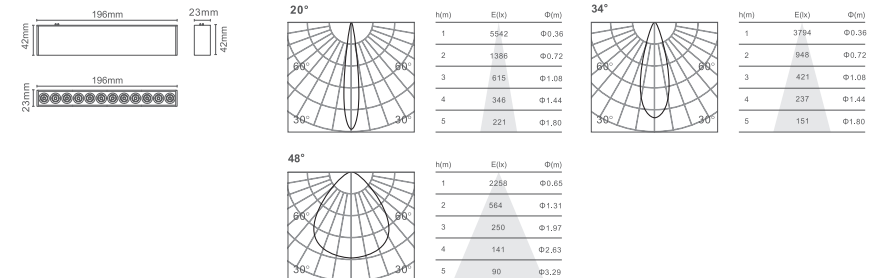 196mm
23mm
42mm
42mm
196mm
23mm
20°
60°
60°
30°
30°
h(m) E(lx) Φ(m)
1 5542 Φ0.36
2 1386 Φ0.72
3 615 Φ1.08
4 346 Φ1.44
5 221 Φ1.80
34°
60°
60°
30°
30°
h(m) E(lx) Φ(m)
1 3794 Φ0.36
2 948 Φ0.72
3 421 Φ1.08
4 237 Φ1.44
5 151 Φ1.80
48°
60°
60°
30°
30°
h(m) E(lx) Φ(m)
1 2258 Φ0.65
2 564 Φ1.31
3 250 Φ1.97
4 141 Φ2.63
5 90 Φ3.29